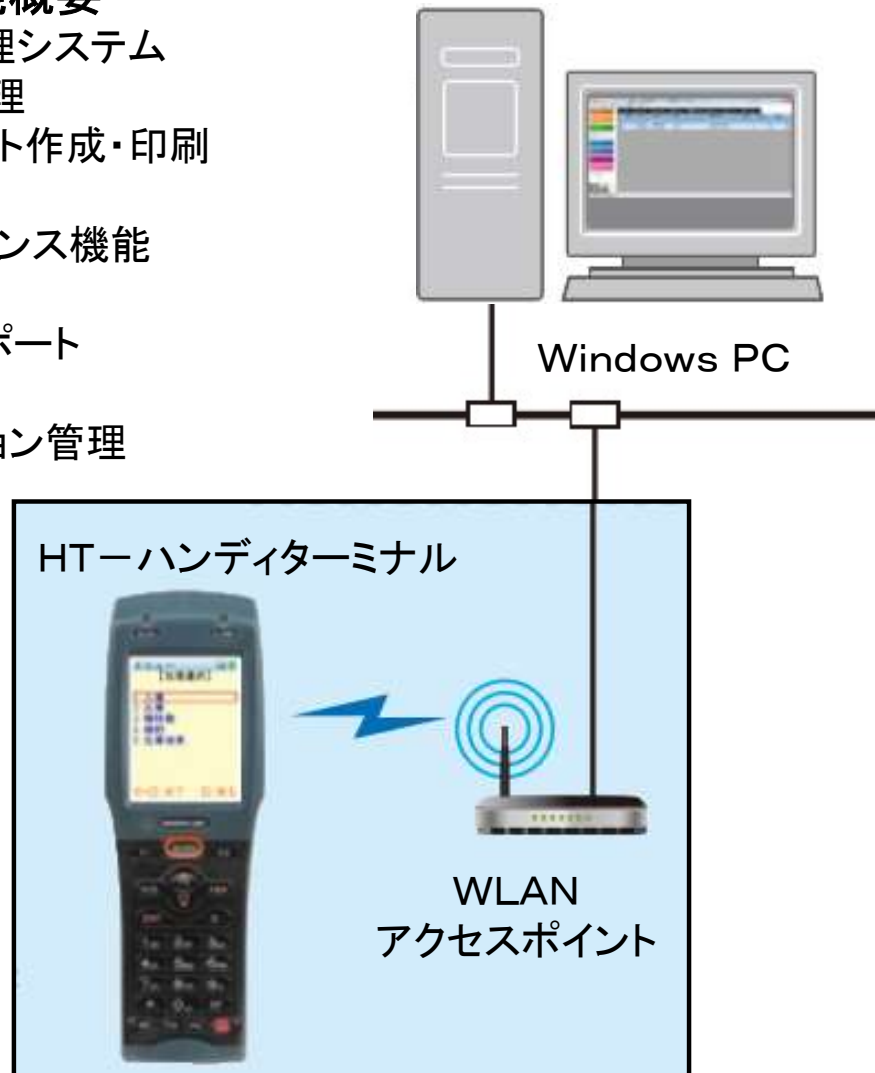 概要
理システム
理
ト作成・印刷
ンス機能
ポート
ョン管理
Windows PC
HTーハンディターミナル
WLAN
アクセスポイント